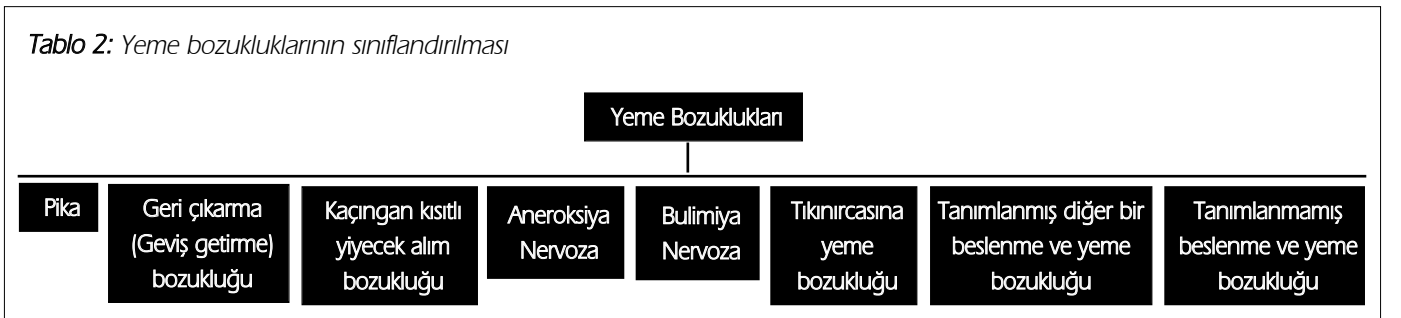 Tablo 2: Yeme bozukluklarının sınıflandırılması
Yeme Bozuklukları
Pika
Geri çıkarma
(Geviş getirme)
bozukluğu
Kaçıngan kısıtlı
yiyecek alım
bozukluğu
Aneroksiya
Nervoza
Bulimiya
Nervoza
Tıkınırcasına
yeme
bozukluğu
Tanımlanmış diğer bir
beslenme ve yeme
bozukluğu
Tanımlanmamış
beslenme ve yeme
bozukluğu